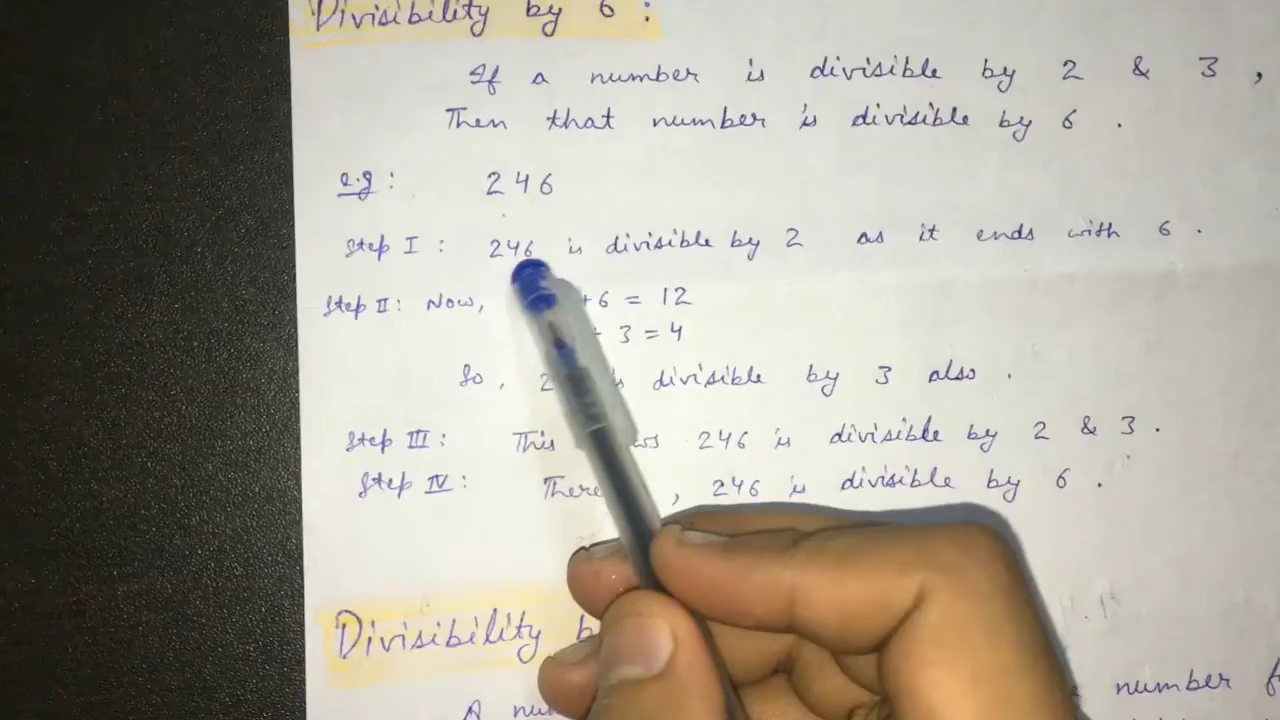 Divisibility by 6 :
If a number is divisible by 2 & 3 ,
Then that number is divisible by 6 .
e.g : 246
Step I : 246 is divisible by 2 as it ends with 6 .
Step II : Now, +6 = 12
÷ 3 = 4
So , 2 is divisible by 3 also .
Step III : This 246 is divisible by 2 & 3 .
Step IV : , 246 is divisible by 6 .
Divisibility
A number